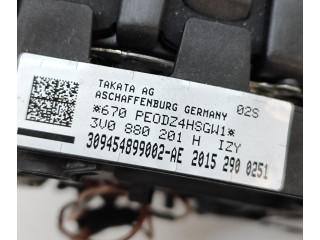 TAKATA AG
ASCHAFFENBURG GERMANY 02S
*670 PEODZ4HSGW1*
3V0 880 201 H IZY
309454899002-AE 2015 290 0251